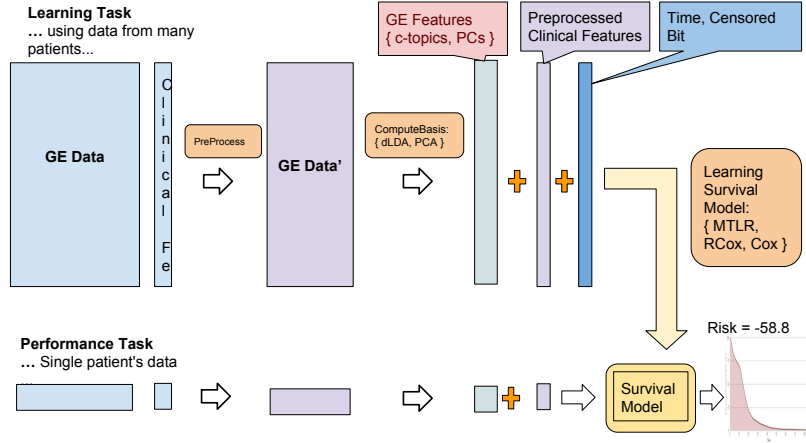 Learning Task
... using data from many
patients...
GE Features
{ c-topics, PCs }
Preprocessed
Clinical Features
Time, Censored
Bit
GE Data
Clinical Fe
PreProcess
GE Data’
ComputeBasis:
{ dLDA, PCA }
Learning
Survival
Model:
{ MTLR,
RCox, Cox }
Performance Task
... Single patient's data
...
Risk = -58.8
Survival
Model